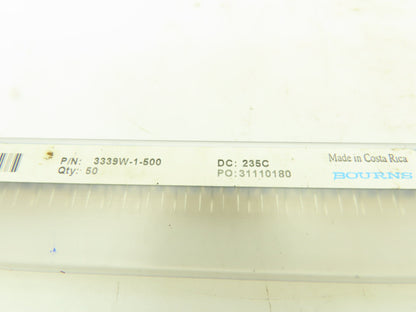 P/N: 3339W-1-500 DC: 235C Made in Costa Rica
Qty: 50 PO:31110180 BOURNS